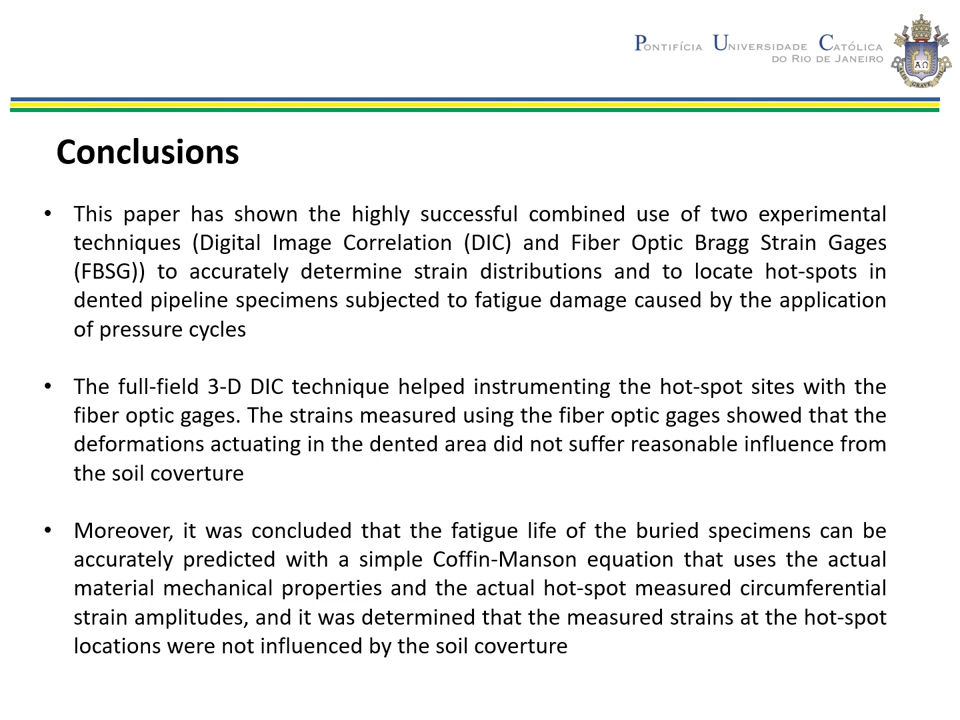 PONTIFÍCIA UNIVERSIDADE CATÓLICA
DO RIO DE JANEIRO
ΑΩ
Conclusions
• This paper has shown the highly successful combined use of two experimental
techniques (Digital Image Correlation (DIC) and Fiber Optic Bragg Strain Gages
(FBSG)) to accurately determine strain distributions and to locate hot-spots in
dented pipeline specimens subjected to fatigue damage caused by the application
of pressure cycles
• The full-field 3-D DIC technique helped instrumenting the hot-spot sites with the
fiber optic gages. The strains measured using the fiber optic gages showed that the
deformations actuating in the dented area did not suffer reasonable influence from
the soil coverture
• Moreover, it was concluded that the fatigue life of the buried specimens can be
accurately predicted with a simple Coffin-Manson equation that uses the actual
material mechanical properties and the actual hot-spot measured circumferential
strain amplitudes, and it was determined that the measured strains at the hot-spot
locations were not influenced by the soil coverture